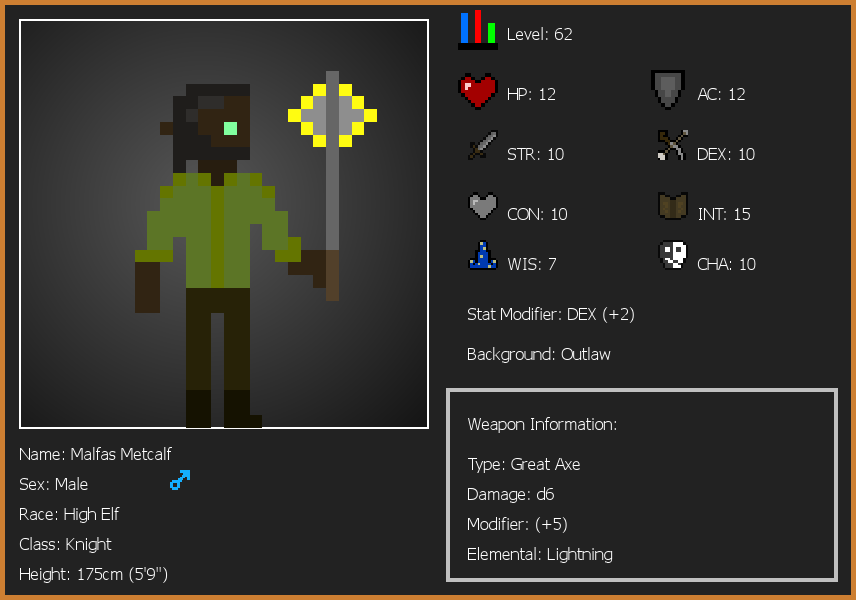 Level: 62
HP: 12
AC: 12
STR: 10
DEX: 10
CON: 10
INT: 15
WIS: 7
CHA: 10
Stat Modifier: DEX (+2)
Background: Outlaw
Weapon Information:
Type: Great Axe
Damage: d6
Modifier: (+5)
Elemental: Lightning
Name: Malfas Metcalf
Sex: Male
Race: High Elf
Class: Knight
Height: 175cm (5'9")